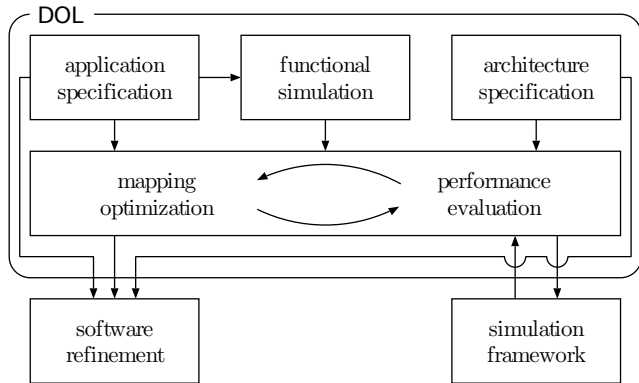 DOL
application
specification
functional
simulation
architecture
specification
mapping
optimization
performance
evaluation
software
refinement
simulation
framework